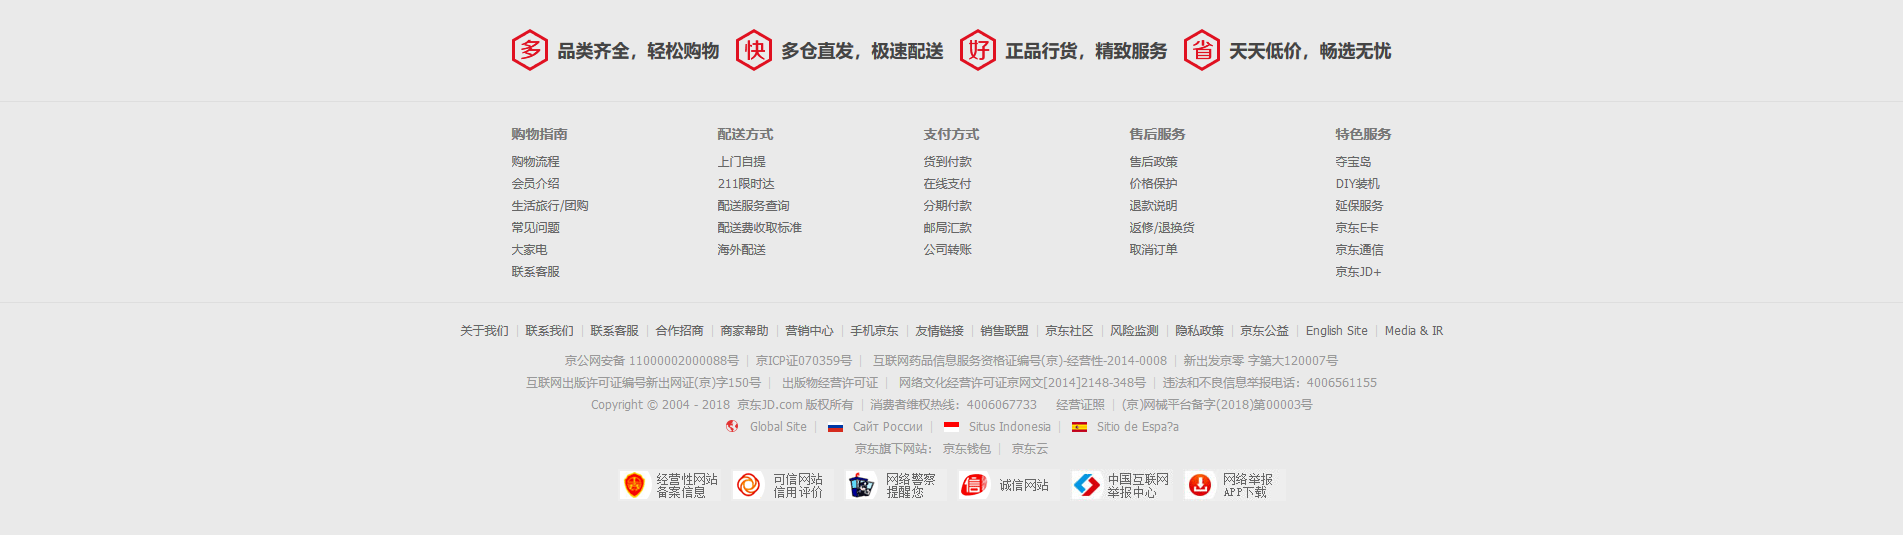 多 品类齐全，轻松购物 快 多仓直发，极速配送 好 正品行货，精致服务 省 天天低价，畅选无忧
购物指南
购物流程
会员介绍
生活旅行/团购
常见问题
大家电
联系客服
配送方式
上门自提
211限时达
配送服务查询
配送费收取标准
海外配送
支付方式
货到付款
在线支付
分期付款
邮局汇款
公司转账
售后服务
售后政策
价格保护
退款说明
返修/退换货
取消订单
特色服务
夺宝岛
DIY装机
延保服务
京东E卡
京东通信
京东JD+
关于我们 | 联系我们 | 联系客服 | 合作招商 | 商家帮助 | 营销中心 | 手机京东 | 友情链接 | 销售联盟 | 京东社区 | 风险监测 | 隐私政策 | 京东公益 | English Site | Media & IR
京公网安备 11000002000088号 | 京ICP证070359号 | 互联网药品信息服务资格证编号(京)-经营性-2014-0008 | 新出发京零 字第大120007号
互联网出版许可证编号新出网证(京)字150号 | 出版物经营许可证 | 网络文化经营许可证京网文[2014]2148-348号 | 违法和不良信息举报电话：4006561155
Copyright © 2004 - 2018 京东JD.com 版权所有 | 消费者维权热线：4006067733 经营证照 | (京)网械平台备字(2018)第00003号
Global Site | Сайт России | Situs Indonesia | Sitio de Espa?a
京东旗下网站： 京东钱包 | 京东云
经营性网站
备案信息
可信网站
信用评价
网络警察
提醒您
诚信网站
中国互联网
举报中心
网络举报
APP下载